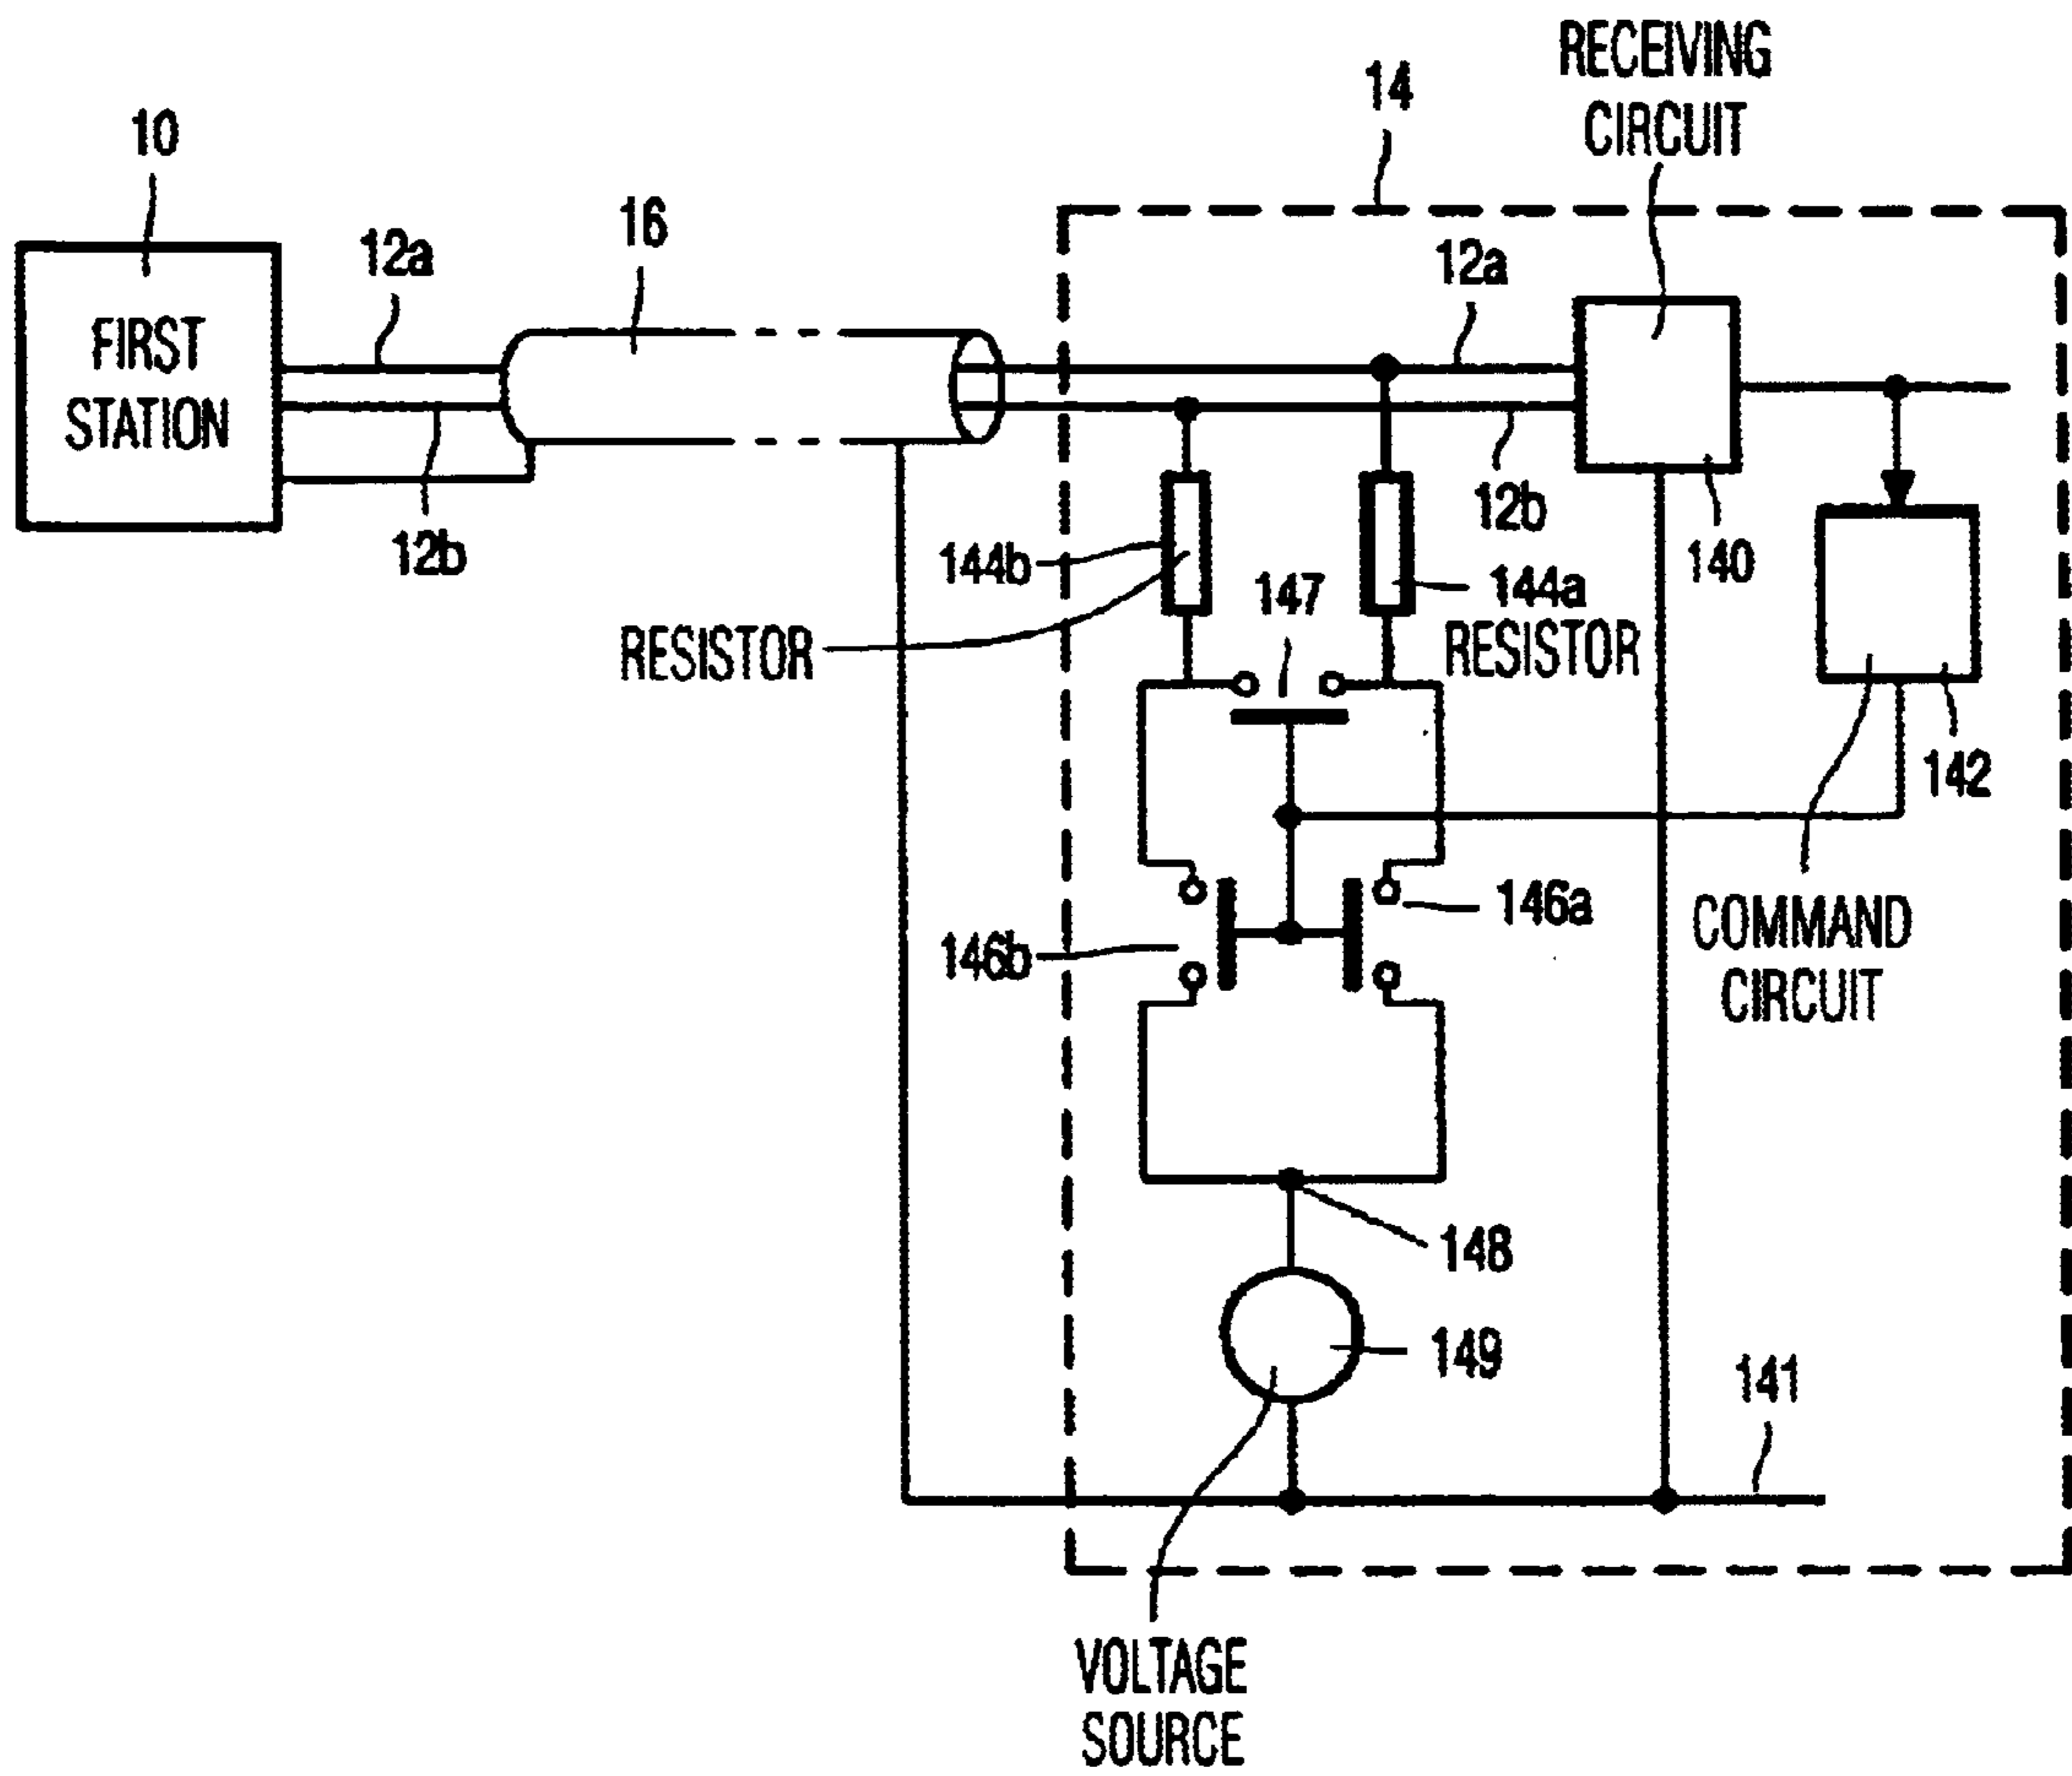 RECEIVING
CIRCUIT
14
10
16
12a
12a
FIRST
STATION
12b
12b
144b
147
144a
140
RESISTOR
RESISTOR
142
146a
146b
COMMAND
CIRCUIT
148
149
141
VOLTAGE
SOURCE